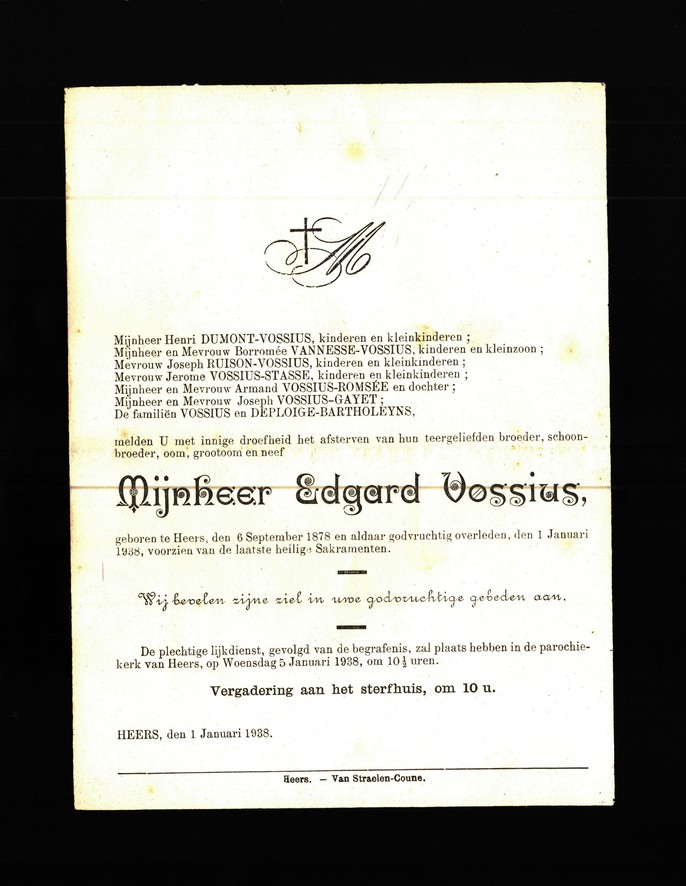 M
Mijnheer Henri DUMONT-VOSSIUS, kinderen en kleinkinderen ;
Mijnheer en Mevrouw Borromée VANNESSE-VOSSIUS, kinderen en kleinzoon ;
Mevrouw Joseph RUISON-VOSSIUS, kinderen en kleinkinderen ;
Mevrouw Jerome VOSSIUS-STASSE, kinderen en kleinkinderen ;
Mijnheer en Mevrouw Armand VOSSIUS-ROMSÉE en dochter ;
Mijnheer en Mevrouw Joseph VOSSIUS-GAYET ;
De familiën VOSSIUS en DEPLOIGE-BARTHOLEYNS,
melden U met innige droefheid het afsterven van hun teergeliefden broeder, schoon-
broeder, oom, grootoom en neef
Mijnheer Edgard Vossius,
geboren te Heers, den 6 September 1878 en aldaar godvruchtig overleden, den 1 Januari
1938, voorzien van de laatste heilige Sakramenten.
Wij bevelen zijne ziel in uwe godvruchtige gebeden aan.
De plechtige lijkdienst, gevolgd van de begrafenis, zal plaats hebben in de parochie-
kerk van Heers, op Woensdag 5 Januari 1938, om 10 ½ uren.
Vergadering aan het sterfhuis, om 10 u.
HEERS, den 1 Januari 1938.
Heers. — Van Straelen-Coune.